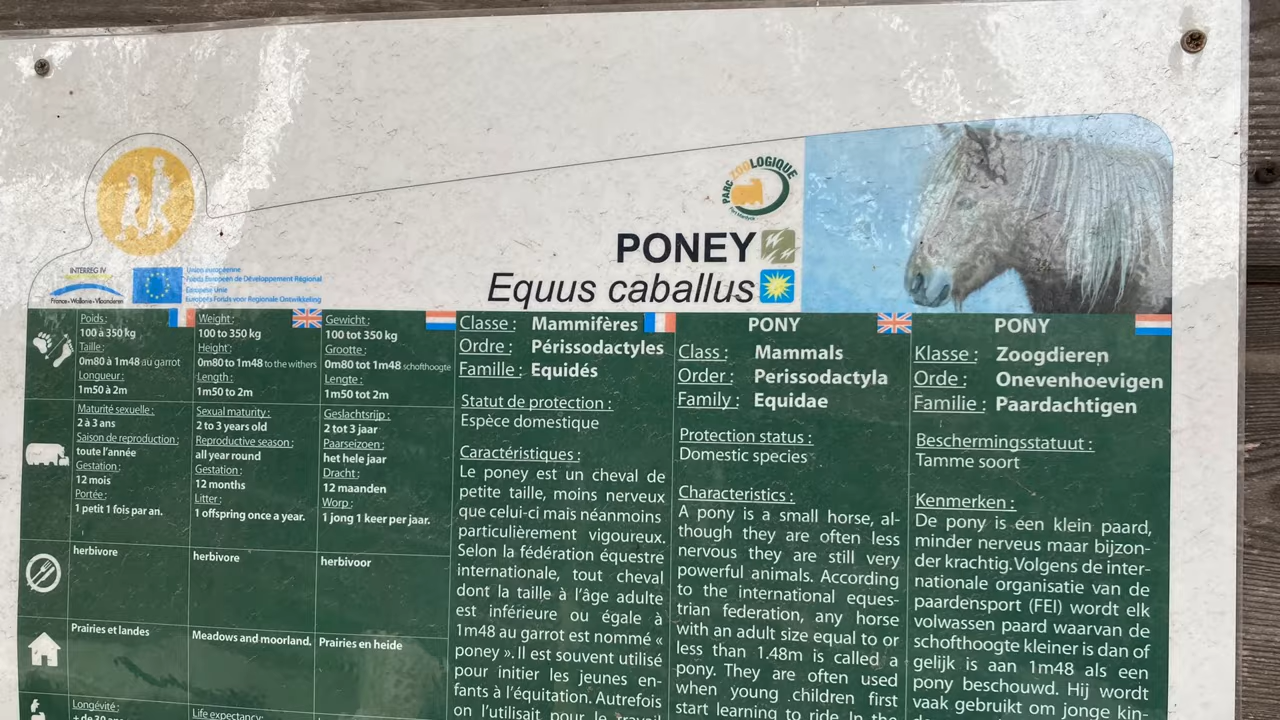 PARC ZOOLOGIQUE
PONEY
Equus caballus
INTERREG IV
France • Wallonie • Vlaanderen
Union européenne
Fonds Européen de Développement Régional
Europese Unie
Europees Fonds voor Regionale Ontwikkeling
Poids :
100 à 350 kg
Taille :
0m80 à 1m48 au garrot
Longueur :
1m50 à 2m
Weight :
100 to 350 kg
Height :
0m80 to 1m48 to the withers
Length :
1m50 to 2m
Gewicht :
100 tot 350 kg
Grootte :
0m80 tot 1m48 schofthoogte
Lengte :
1m50 tot 2m
Maturité sexuelle :
2 à 3 ans
Saison de reproduction :
toute l'année
Gestation :
12 mois
Portée :
1 petit 1 fois par an.
Sexual maturity :
2 to 3 years old
Reproductive season :
all year round
Gestation :
12 months
Litter :
1 offspring once a year.
Geslachtsrijp :
2 tot 3 jaar
Paarseizoen :
het hele jaar
Dracht :
12 maanden
Worp :
1 jong 1 keer per jaar.
herbivore
herbivore
herbivoor
Prairies et landes
Meadows and moorland.
Prairies en heide
Longévité :
+ de 30 ans
Life expectancy :
Classe : Mammifères
Ordre : Périssodactyles
Famille : Equidés
Statut de protection :
Espèce domestique
Caractéristiques :
Le poney est un cheval de
petite taille, moins nerveux
que celui-ci mais néanmoins
particulièrement vigoureux.
Selon la fédération équestre
internationale, tout cheval
dont la taille à l'âge adulte
est inférieure ou égale à
1m48 au garrot est nommé «
poney ». Il est souvent utilisé
pour initier les jeunes en-
fants à l'équitation. Autrefois
on l'utilisait pour le travail
PONY
Class : Mammals
Order : Perissodactyla
Family : Equidae
Protection status :
Domestic species
Characteristics :
A pony is a small horse, al-
though they are often less
nervous they are still very
powerful animals. According
to the international eques-
trian federation, any horse
with an adult size equal to or
less than 1.48m is called a
pony. They are often used
when young children first
start learning to ride. In the
PONY
Klasse : Zoogdieren
Orde : Onevenhoevigen
Familie : Paardachtigen
Beschermingsstatuut :
Tamme soort
Kenmerken :
De pony is een klein paard,
minder nerveus maar bijzon-
der krachtig. Volgens de inter-
nationale organisatie van de
paardensport (FEI) wordt elk
volwassen paard waarvan de
schofthoogte kleiner is dan of
gelijk is aan 1m48 als een
pony beschouwd. Hij wordt
vaak gebruikt om jonge kin-